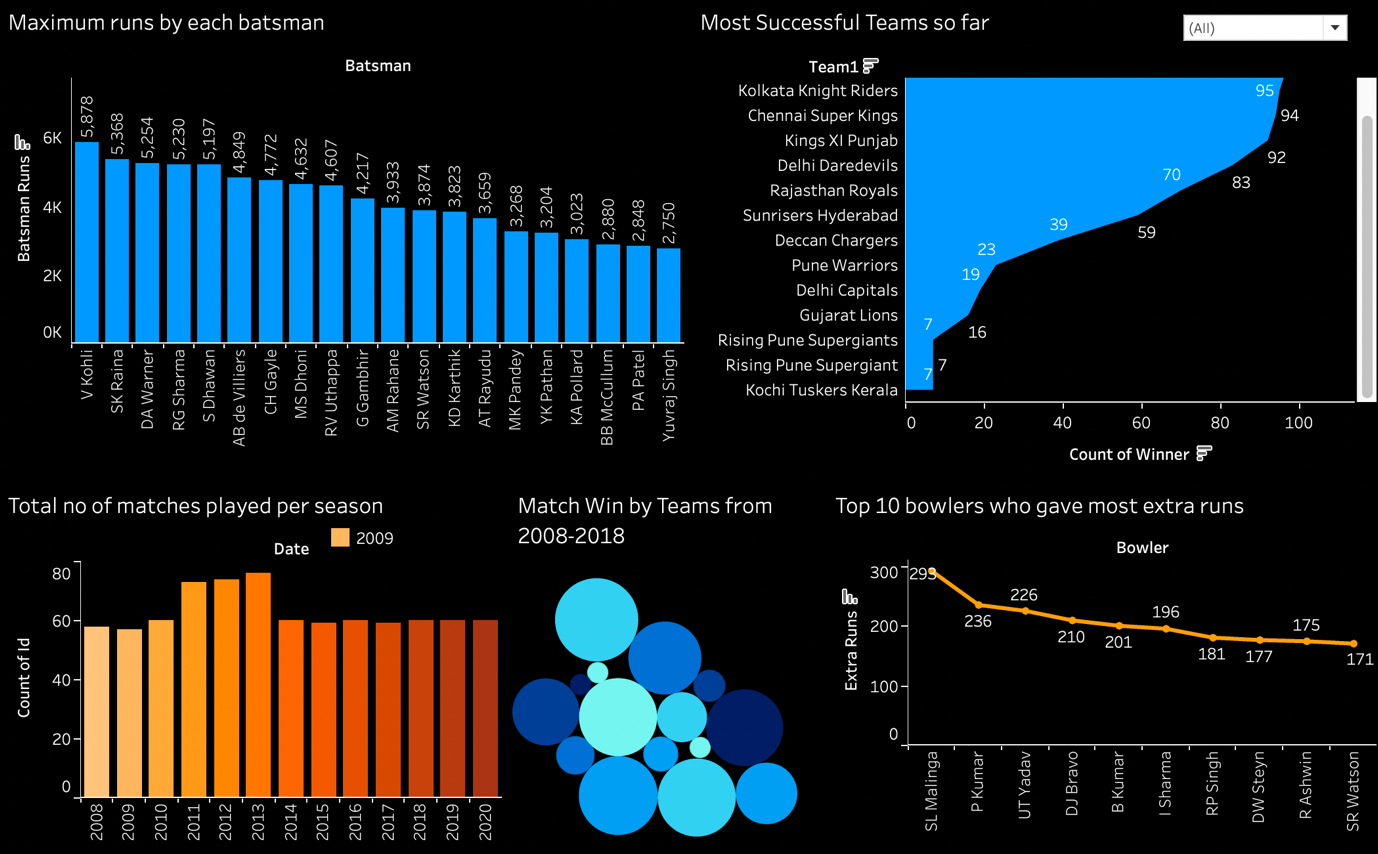 Maximum runs by each batsman
Batsman
Batsman Runs
6K
4K
2K
0K
5,878
5,368
5,254
5,230
5,197
4,849
4,772
4,632
4,607
4,217
3,933
3,874
3,823
3,659
3,268
3,204
3,023
2,880
2,848
2,750
V Kohli
SK Raina
DA Warner
RG Sharma
S Dhawan
AB de Villiers
CH Gayle
MS Dhoni
RV Uthappa
G Gambhir
AM Rahane
SR Watson
KD Karthik
AT Rayudu
MK Pandey
YK Pathan
KA Pollard
BB McCullum
PA Patel
Yuvraj Singh
Most Successful Teams so far
(All)
Team1
Kolkata Knight Riders
Chennai Super Kings
Kings XI Punjab
Delhi Daredevils
Rajasthan Royals
Sunrisers Hyderabad
Deccan Chargers
Pune Warriors
Delhi Capitals
Gujarat Lions
Rising Pune Supergiants
Rising Pune Supergiant
Kochi Tuskers Kerala
95
94
92
83
70
59
39
23
19
16
7
7
7
0 20 40 60 80 100
Count of Winner
Total no of matches played per season
2009
Date
Count of Id
80
60
40
20
0
2008 2009 2010 2011 2012 2013 2014 2015 2016 2017 2018 2019 2020
Match Win by Teams from
2008-2018
Top 10 bowlers who gave most extra runs
Bowler
Extra Runs
300
200
100
0
293
236
226
210
201
196
181
177
175
171
SL Malinga
P Kumar
UT Yadav
DJ Bravo
B Kumar
I Sharma
RP Singh
DW Steyn
R Ashwin
SR Watson